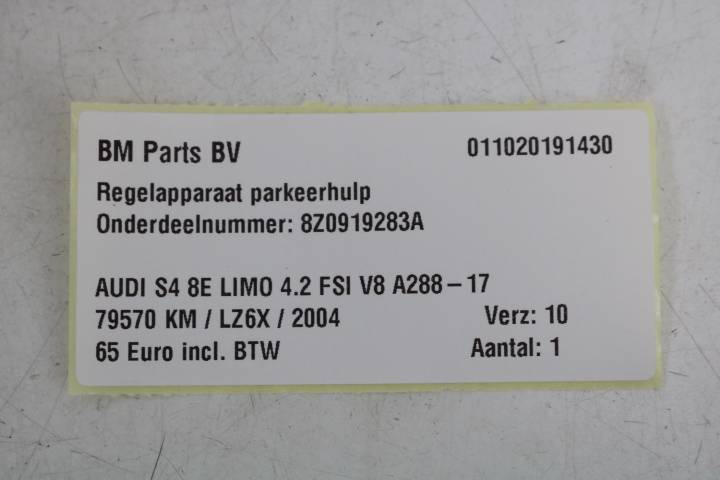 BM Parts BV 011020191430
Regelapparaat parkeerhulp
Onderdeelnummer: 8Z0919283A
AUDI S4 8E LIMO 4.2 FSI V8 A288-17
79570 KM / LZ6X / 2004 Verz: 10
65 Euro incl. BTW Aantal: 1